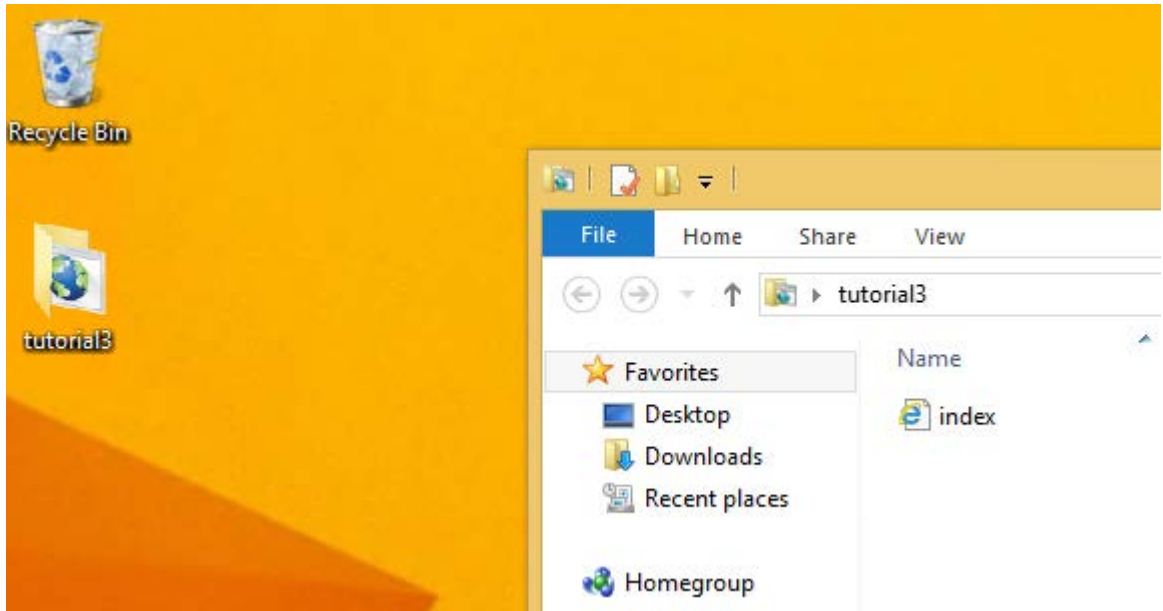 Recycle Bin
tutorial3
File Home Share View
tutorial3
Favorites
Desktop
Downloads
Recent places
Homegroup
Name
index